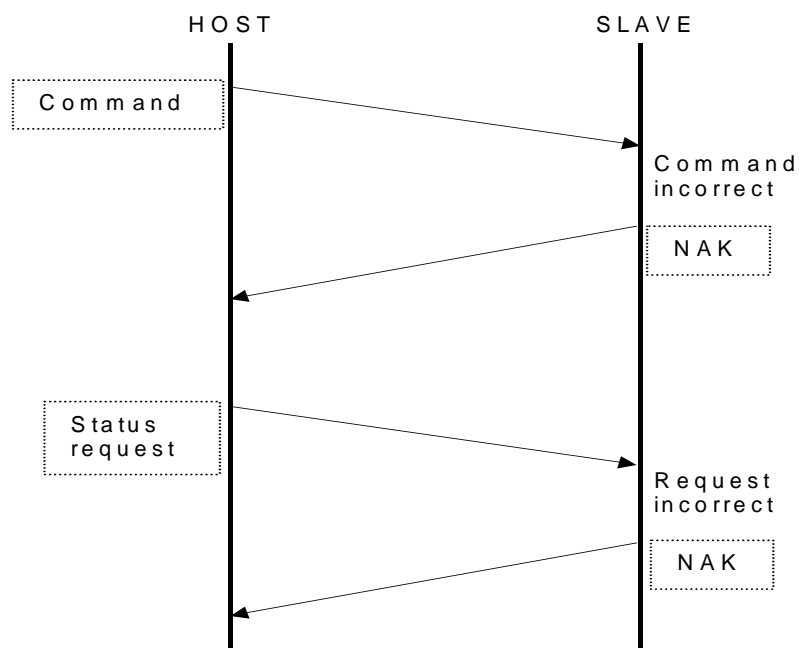 HOST
SLAVE
Command
Command
incorrect
NAK
Status
request
Request
incorrect
NAK